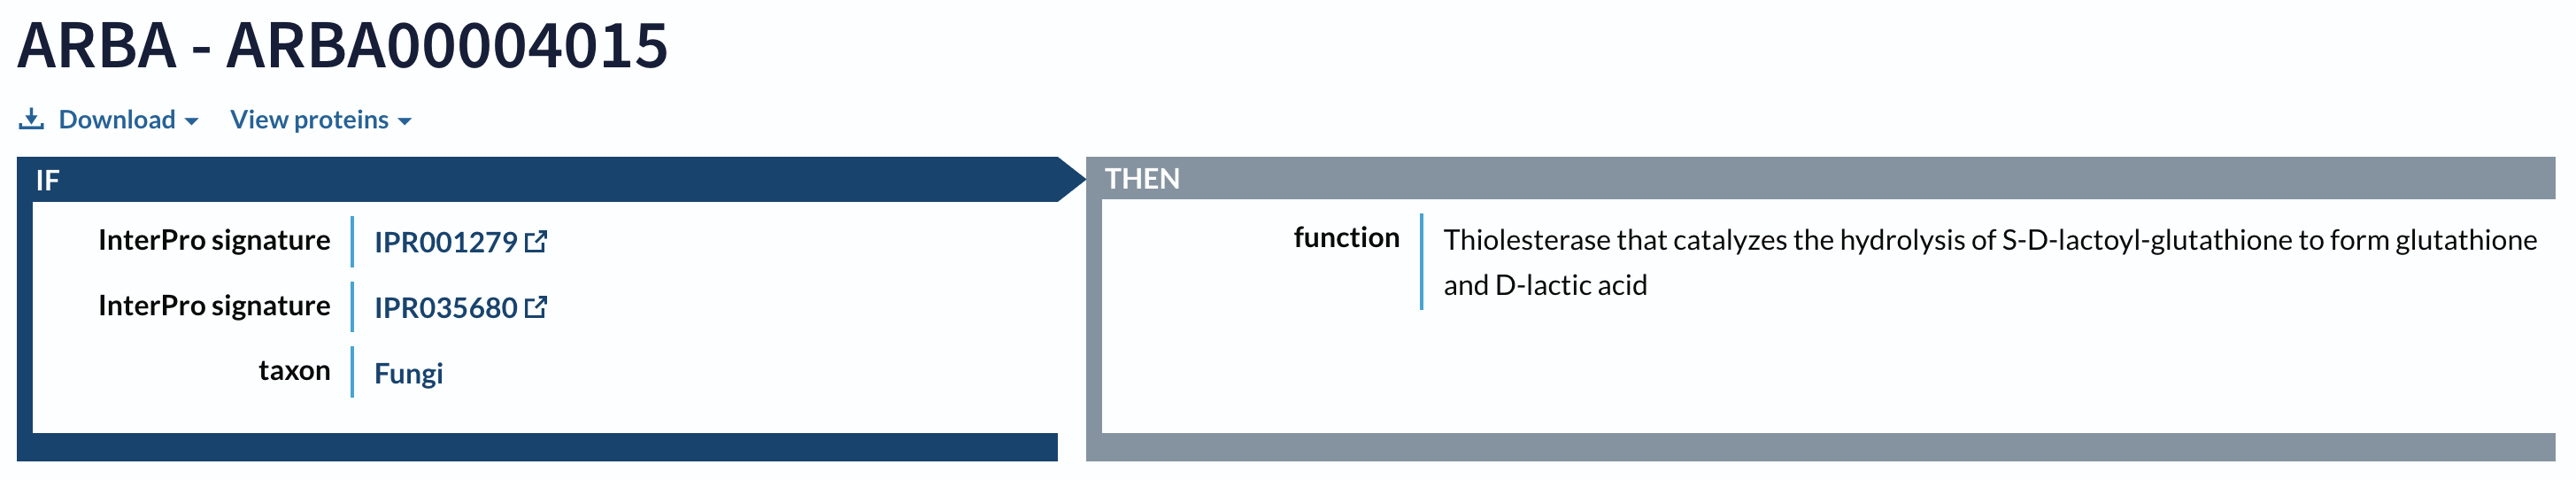 ARBA - ARBA00004015
Download View proteins
IF
InterPro signature IPR001279
InterPro signature IPR035680
taxon Fungi
THEN
function Thiolesterase that catalyzes the hydrolysis of S-D-lactoyl-glutathione to form glutathione
and D-lactic acid